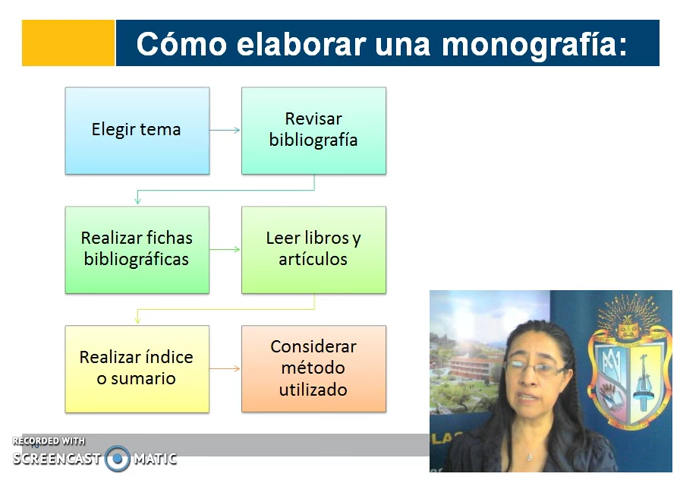 Cómo elaborar una monografía:
Elegir tema
Revisar
bibliografía
Realizar fichas
bibliográficas
Leer libros y
artículos
Realizar índice
o sumario
Considerar
método
utilizado
RECORDED WITH
SCREENCAST MATIC